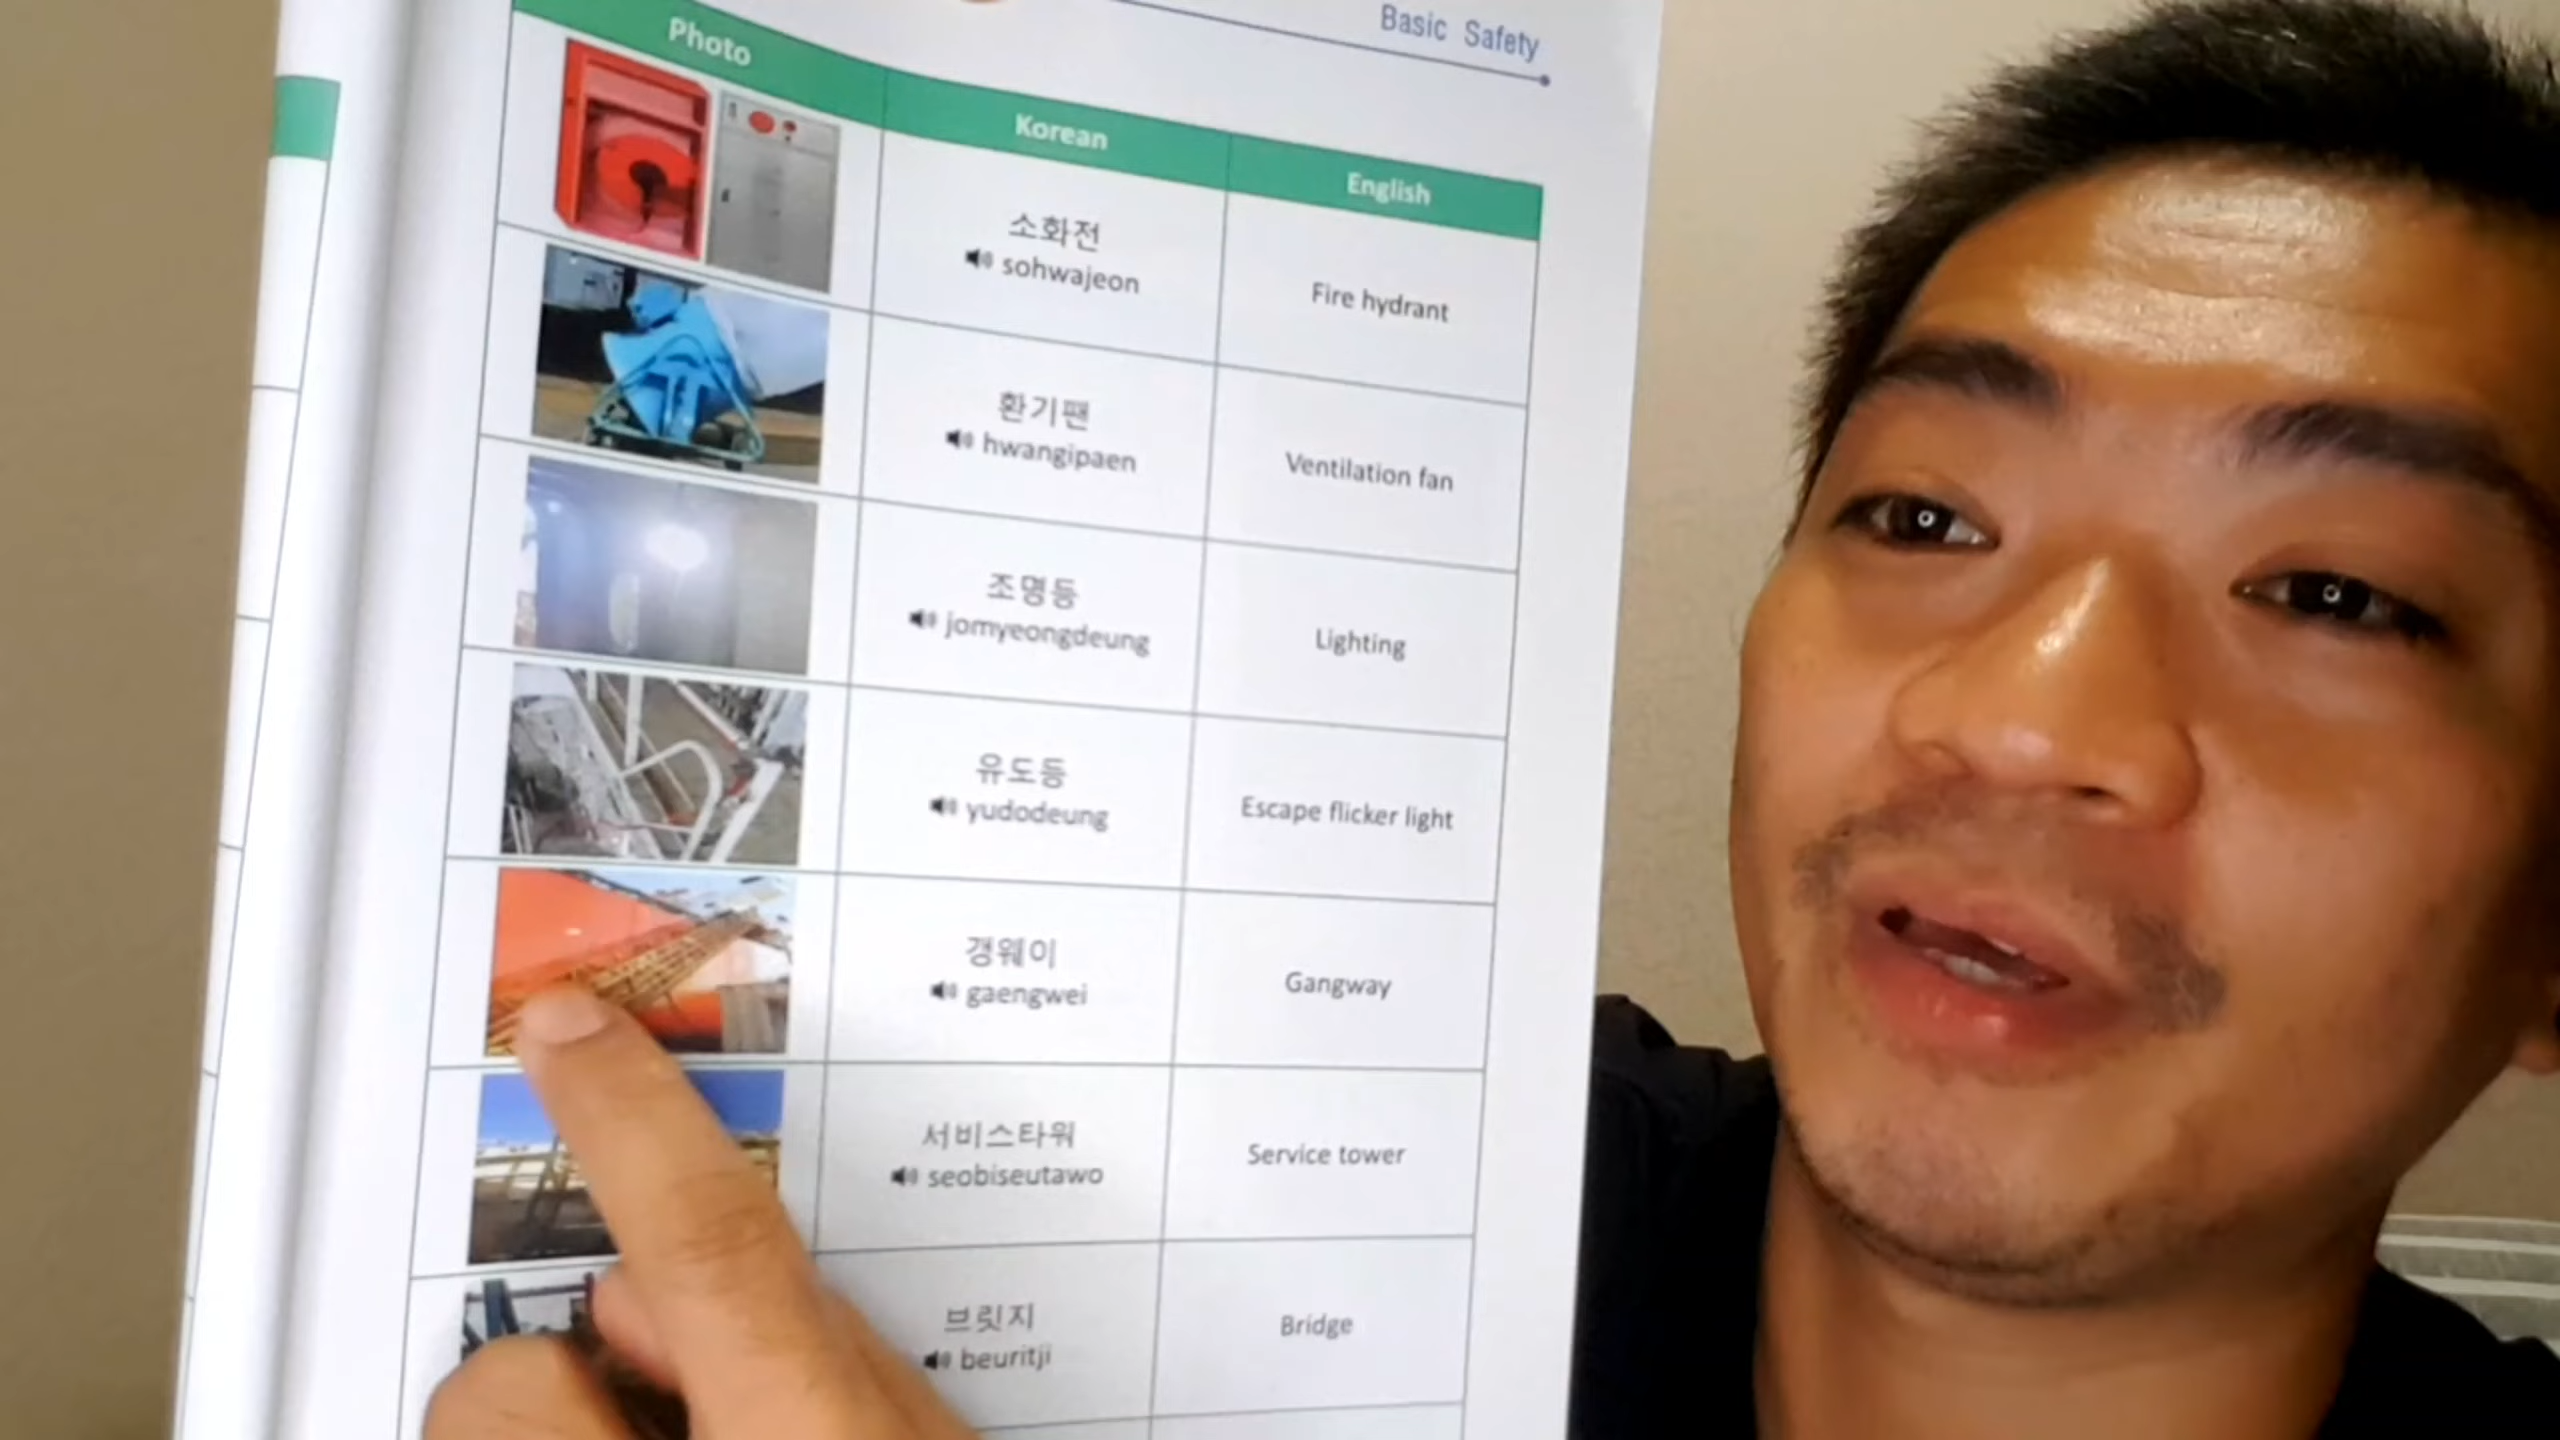 Basic Safety
Photo
Korean
English
소화전
sohwajeon
Fire hydrant
환기팬
hwangipaen
Ventilation fan
조명등
jomyeongdeung
Lighting
유도등
yudodeung
Escape flicker light
갱웨이
gaengwei
Gangway
서비스타워
seobiseutawo
Service tower
브릿지
beuritji
Bridge